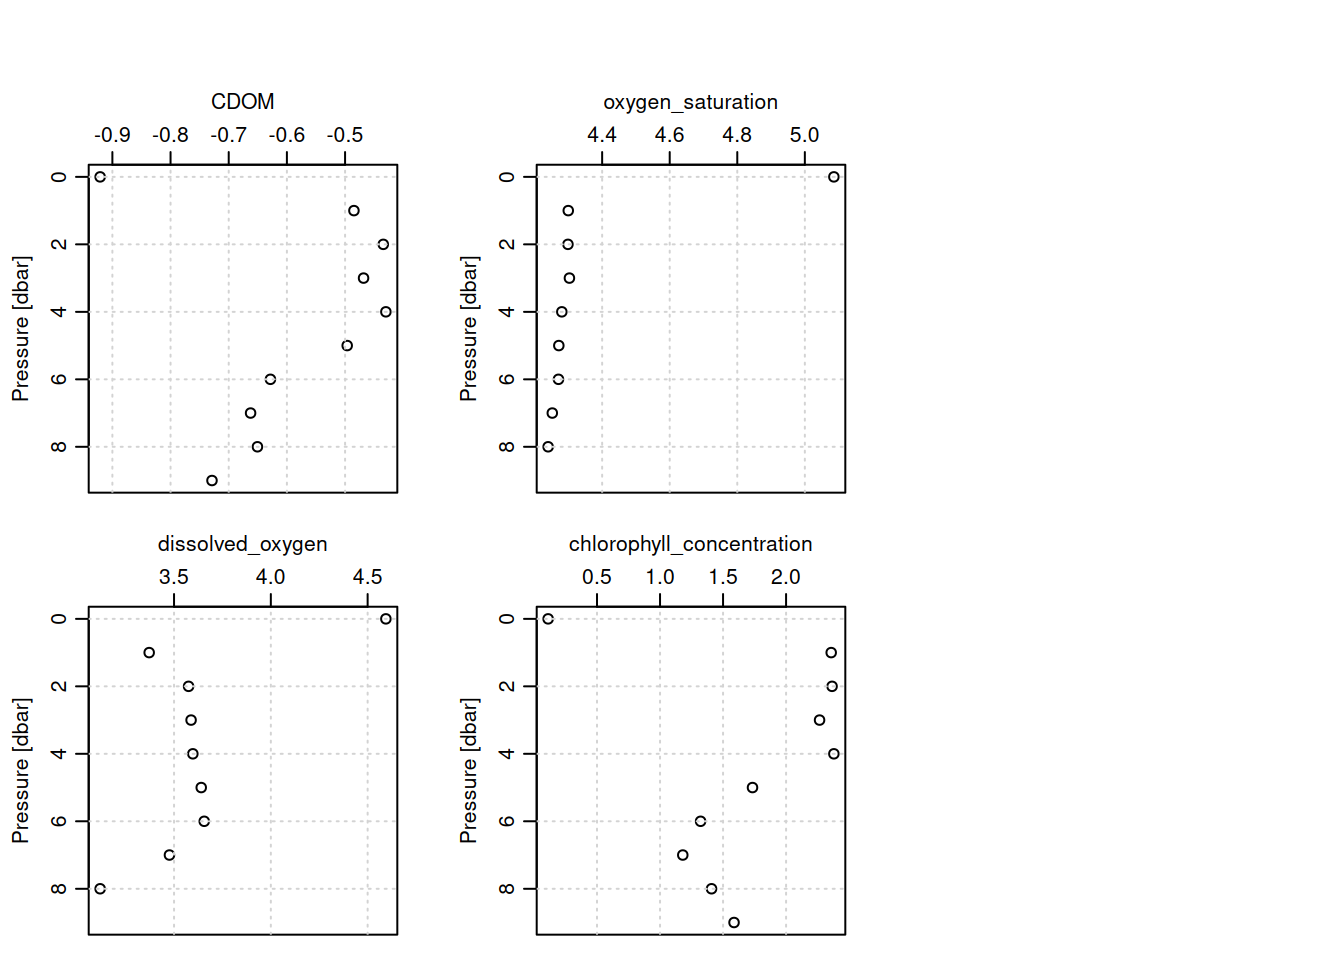 CDOM
-0.9 -0.8 -0.7 -0.6 -0.5
Pressure [dbar]
0
2
4
6
8
oxygen_saturation
4.4 4.6 4.8 5.0
Pressure [dbar]
0
2
4
6
8
dissolved_oxygen
3.5 4.0 4.5
Pressure [dbar]
0
2
4
6
8
chlorophyll_concentration
0.5 1.0 1.5 2.0
Pressure [dbar]
0
2
4
6
8